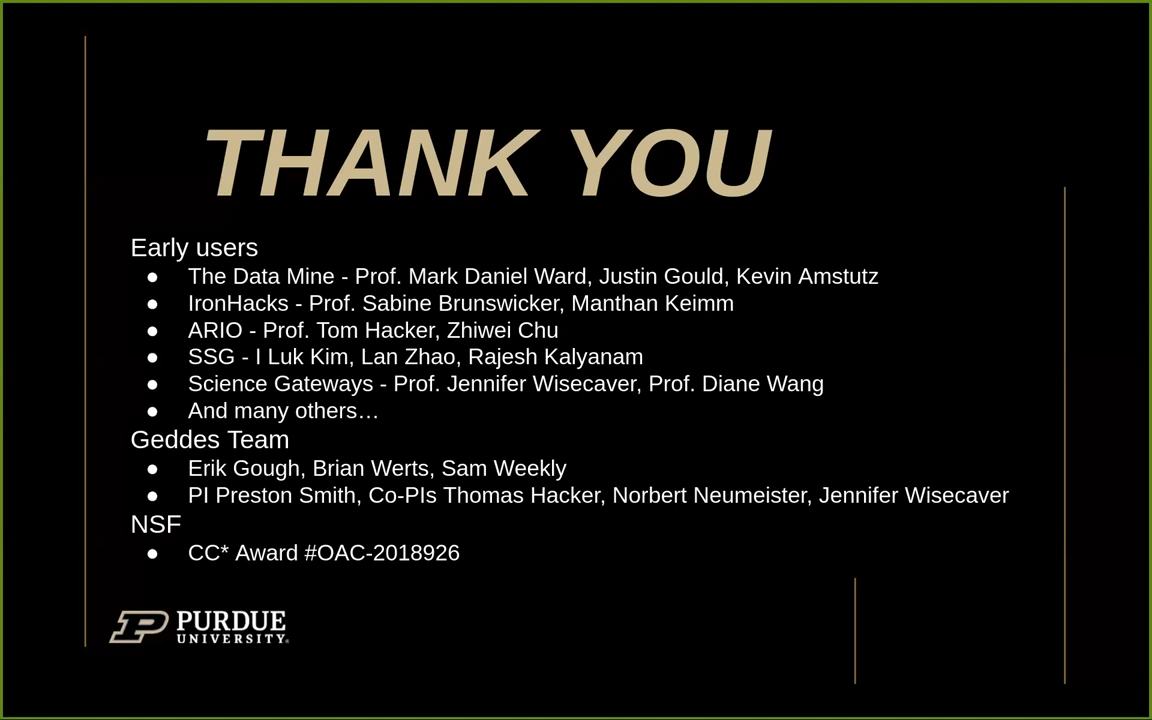 THANK YOU
Early users
● The Data Mine - Prof. Mark Daniel Ward, Justin Gould, Kevin Amstutz
● IronHacks - Prof. Sabine Brunswicker, Manthan Keimm
● ARIO - Prof. Tom Hacker, Zhiwei Chu
● SSG - I Luk Kim, Lan Zhao, Rajesh Kalyanam
● Science Gateways - Prof. Jennifer Wisecaver, Prof. Diane Wang
● And many others…
Geddes Team
● Erik Gough, Brian Werts, Sam Weekly
● PI Preston Smith, Co-PIs Thomas Hacker, Norbert Neumeister, Jennifer Wisecaver
NSF
● CC* Award #OAC-2018926
P PURDUE
UNIVERSITY